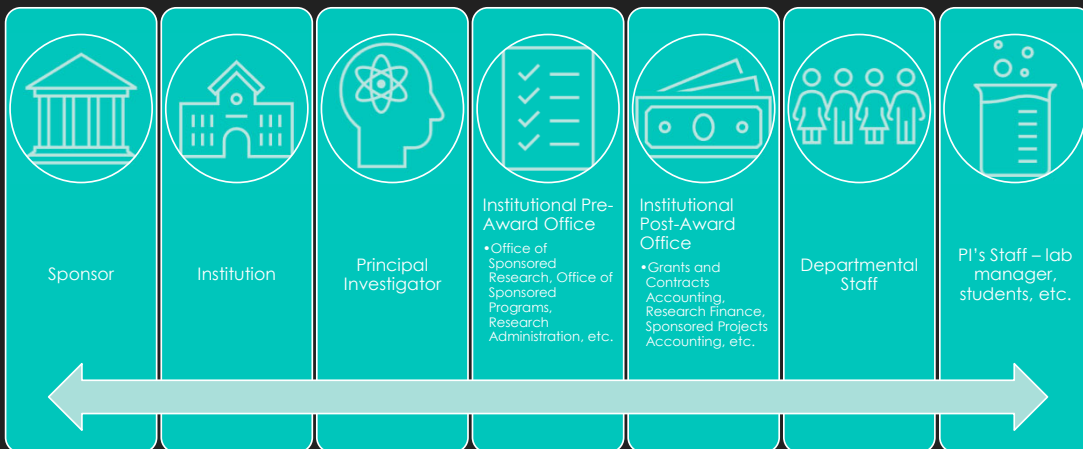 Sponsor
Institution
Principal
Investigator
Institutional Pre-
Award Office
•Office of
Sponsored
Research, Office of
Sponsored
Programs,
Research
Administration, etc.
Institutional
Post-Award
Office
•Grants and
Contracts
Accounting,
Research Finance,
Sponsored Projects
Accounting, etc.
Departmental
Staff
PI's Staff – lab
manager,
students, etc.